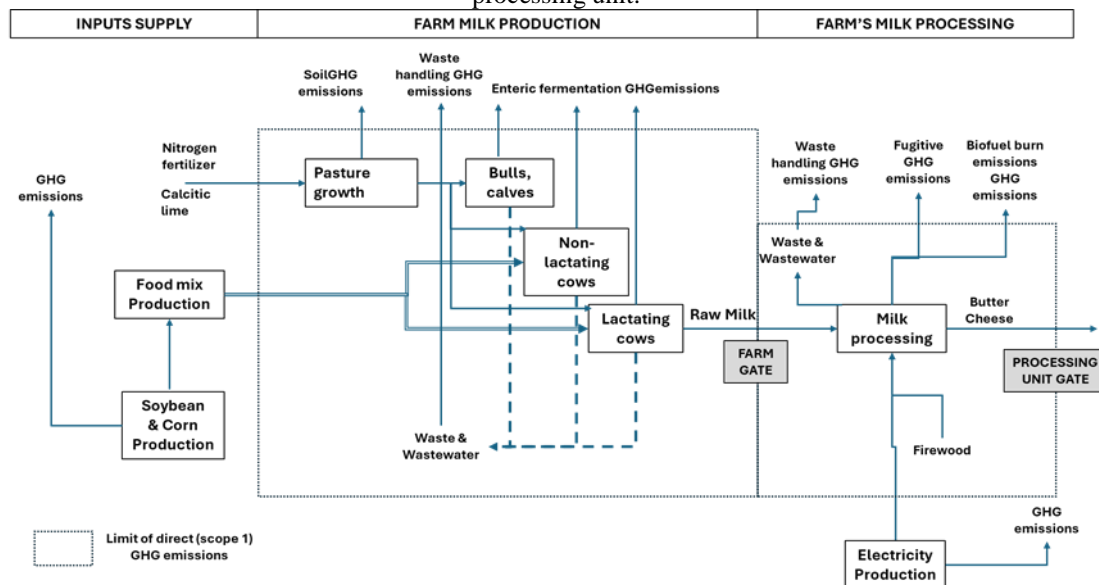 processing unit.
INPUTS SUPPLY
FARM MILK PRODUCTION
FARM'S MILK PROCESSING
SoilGHG
emissions
Waste
handling GHG
emissions
Enteric fermentation GHGemissions
Waste
handling GHG
emissions
Fugitive
GHG
emissions
Biofuel burn
emissions
GHG
emissions
GHG
emissions
Nitrogen
fertilizer
Calcitic
lime
Pasture
growth
Bulls,
calves
Non-
lactating
cows
Waste &
Wastewater
Food mix
Production
Lactating
cows
Raw Milk
Milk
processing
Butter
Cheese
FARM
GATE
PROCESSING
UNIT GATE
Soybean
& Corn
Production
Waste &
Wastewater
Firewood
Limit of direct (scope 1)
GHG emissions
GHG
emissions
Electricity
Production